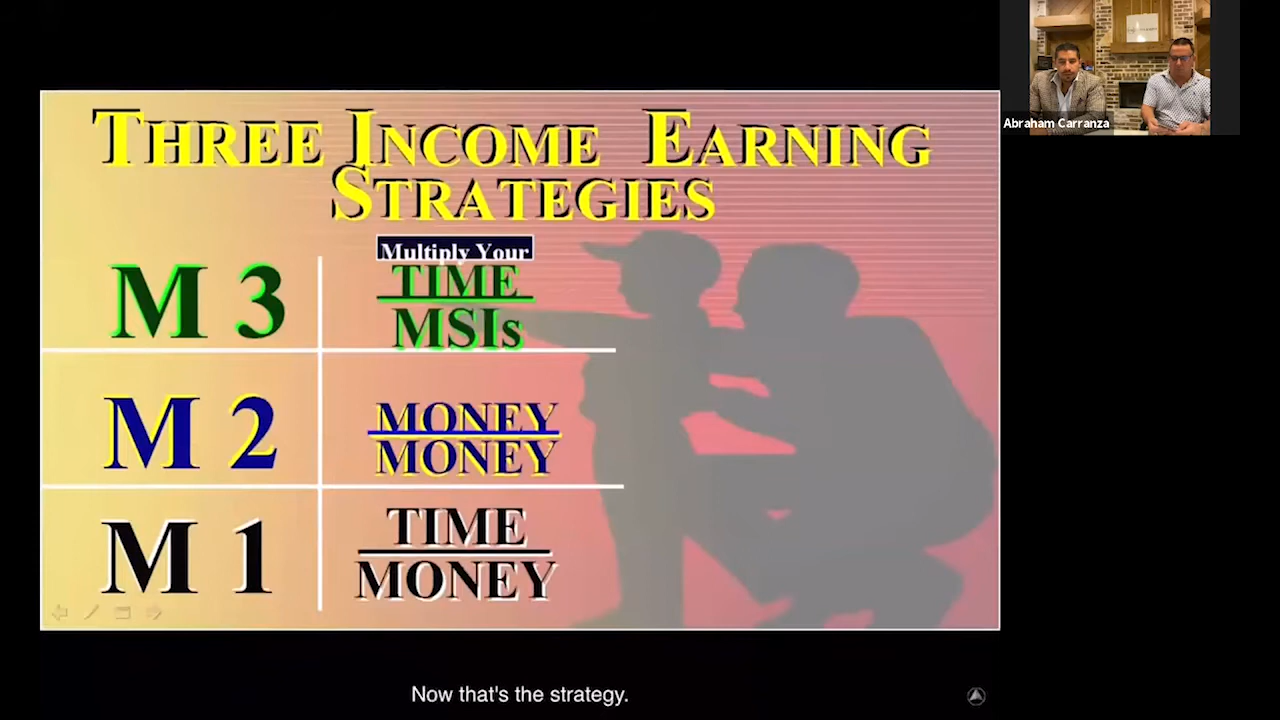 Abraham Carranza
THREE INCOME EARNING
STRATEGIES
Multiply Your
M 3
TIME
MSIs
M 2
MONEY
MONEY
M 1
TIME
MONEY
Now that's the strategy.